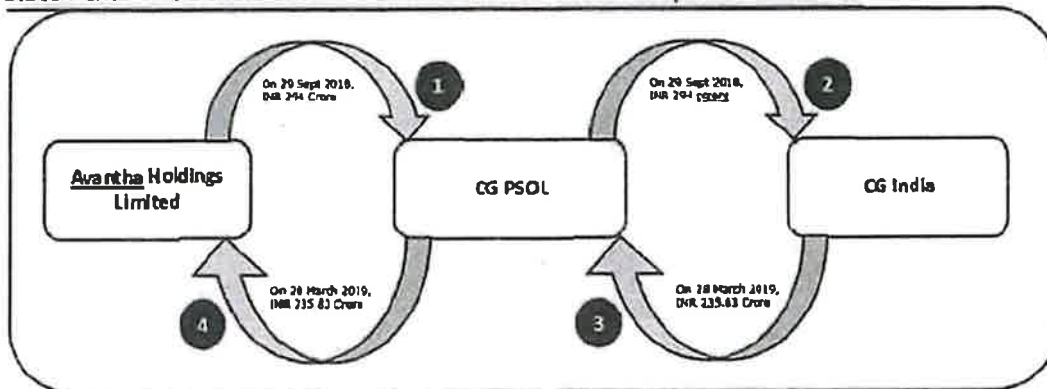 On 29 Sept 2018,
INR 294 Crore
1
On 29 Sept 2018,
INR 294 crore
2
Avantha Holdings
Limited
CG PSOL
CG India
On 28 March 2019,
INR 235.83 Crore
4
On 28 March 2019,
INR 235.83 Crore
3